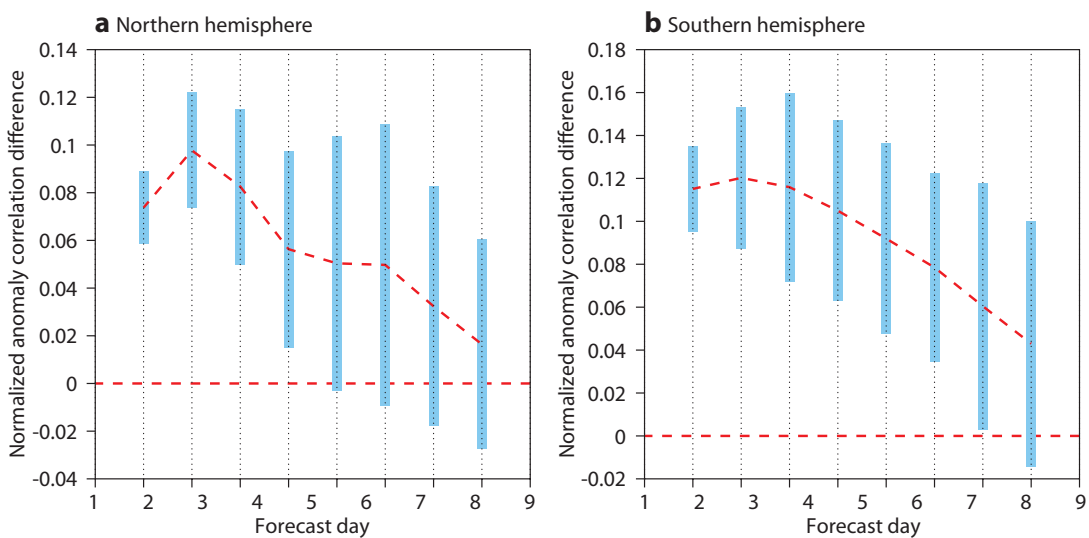 a Northern hemisphere
Normalized anomaly correlation difference
0.14
0.12
0.1
0.08
0.06
0.04
0.02
0
-0.02
-0.04
1 2 3 4 5 6 7 8 9
Forecast day
b Southern hemisphere
Normalized anomaly correlation difference
0.18
0.16
0.14
0.12
0.1
0.08
0.06
0.04
0.02
0
-0.02
1 2 3 4 5 6 7 8 9
Forecast day